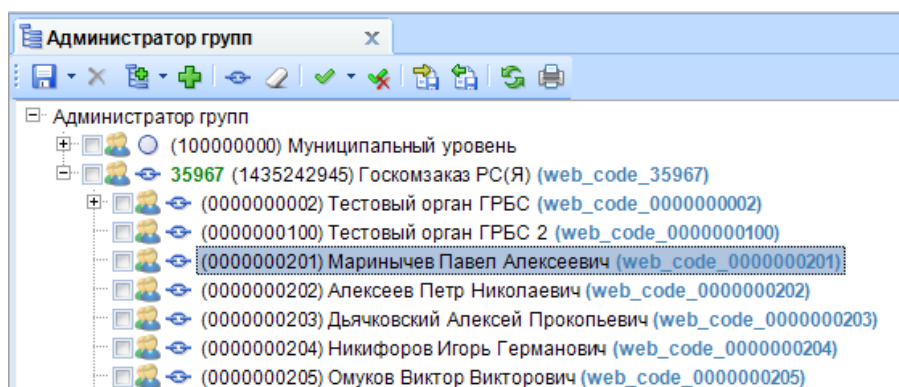 Администратор групп
Администратор групп
(100000000) Муниципальный уровень
35967 (1435242945) Госкомзаказ РС(Я) (web_code_35967)
(0000000002) Тестовый орган ГРБС (web_code_0000000002)
(0000000100) Тестовый орган ГРБС 2 (web_code_0000000100)
(0000000201) Маринычев Павел Алексеевич (web_code_0000000201)
(0000000202) Алексеев Петр Николаевич (web_code_0000000202)
(0000000203) Дьячковский Алексей Прокопьевич (web_code_0000000203)
(0000000204) Никифоров Игорь Германович (web_code_0000000204)
(0000000205) Омуков Виктор Викторович (web_code_0000000205)